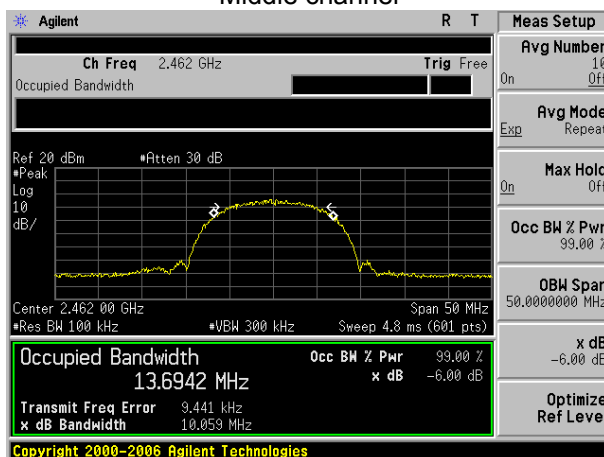 Middle channel
Agilent R T
Ch Freq 2.462 GHz Trig Free
Occupied Bandwidth
Ref 20 dBm #Atten 30 dB
#Peak
Log
10
dB/
Center 2.462 00 GHz Span 50 MHz
#Res BW 100 kHz #VBW 300 kHz Sweep 4.8 ms (601 pts)
Occupied Bandwidth Occ BW % Pwr 99.00 %
13.6942 MHz x dB -6.00 dB
Transmit Freq Error 9.441 kHz
x dB Bandwidth 10.059 MHz
Copyright 2000-2006 Agilent Technologies
Meas Setup
Avg Number
10
On Off
Avg Mode
Exp Repeat
Max Hold
On Off
Occ BW % Pwr
99.00 %
OBW Span
50.0000000 MHz
x dB
-6.00 dB
Optimize
Ref Level